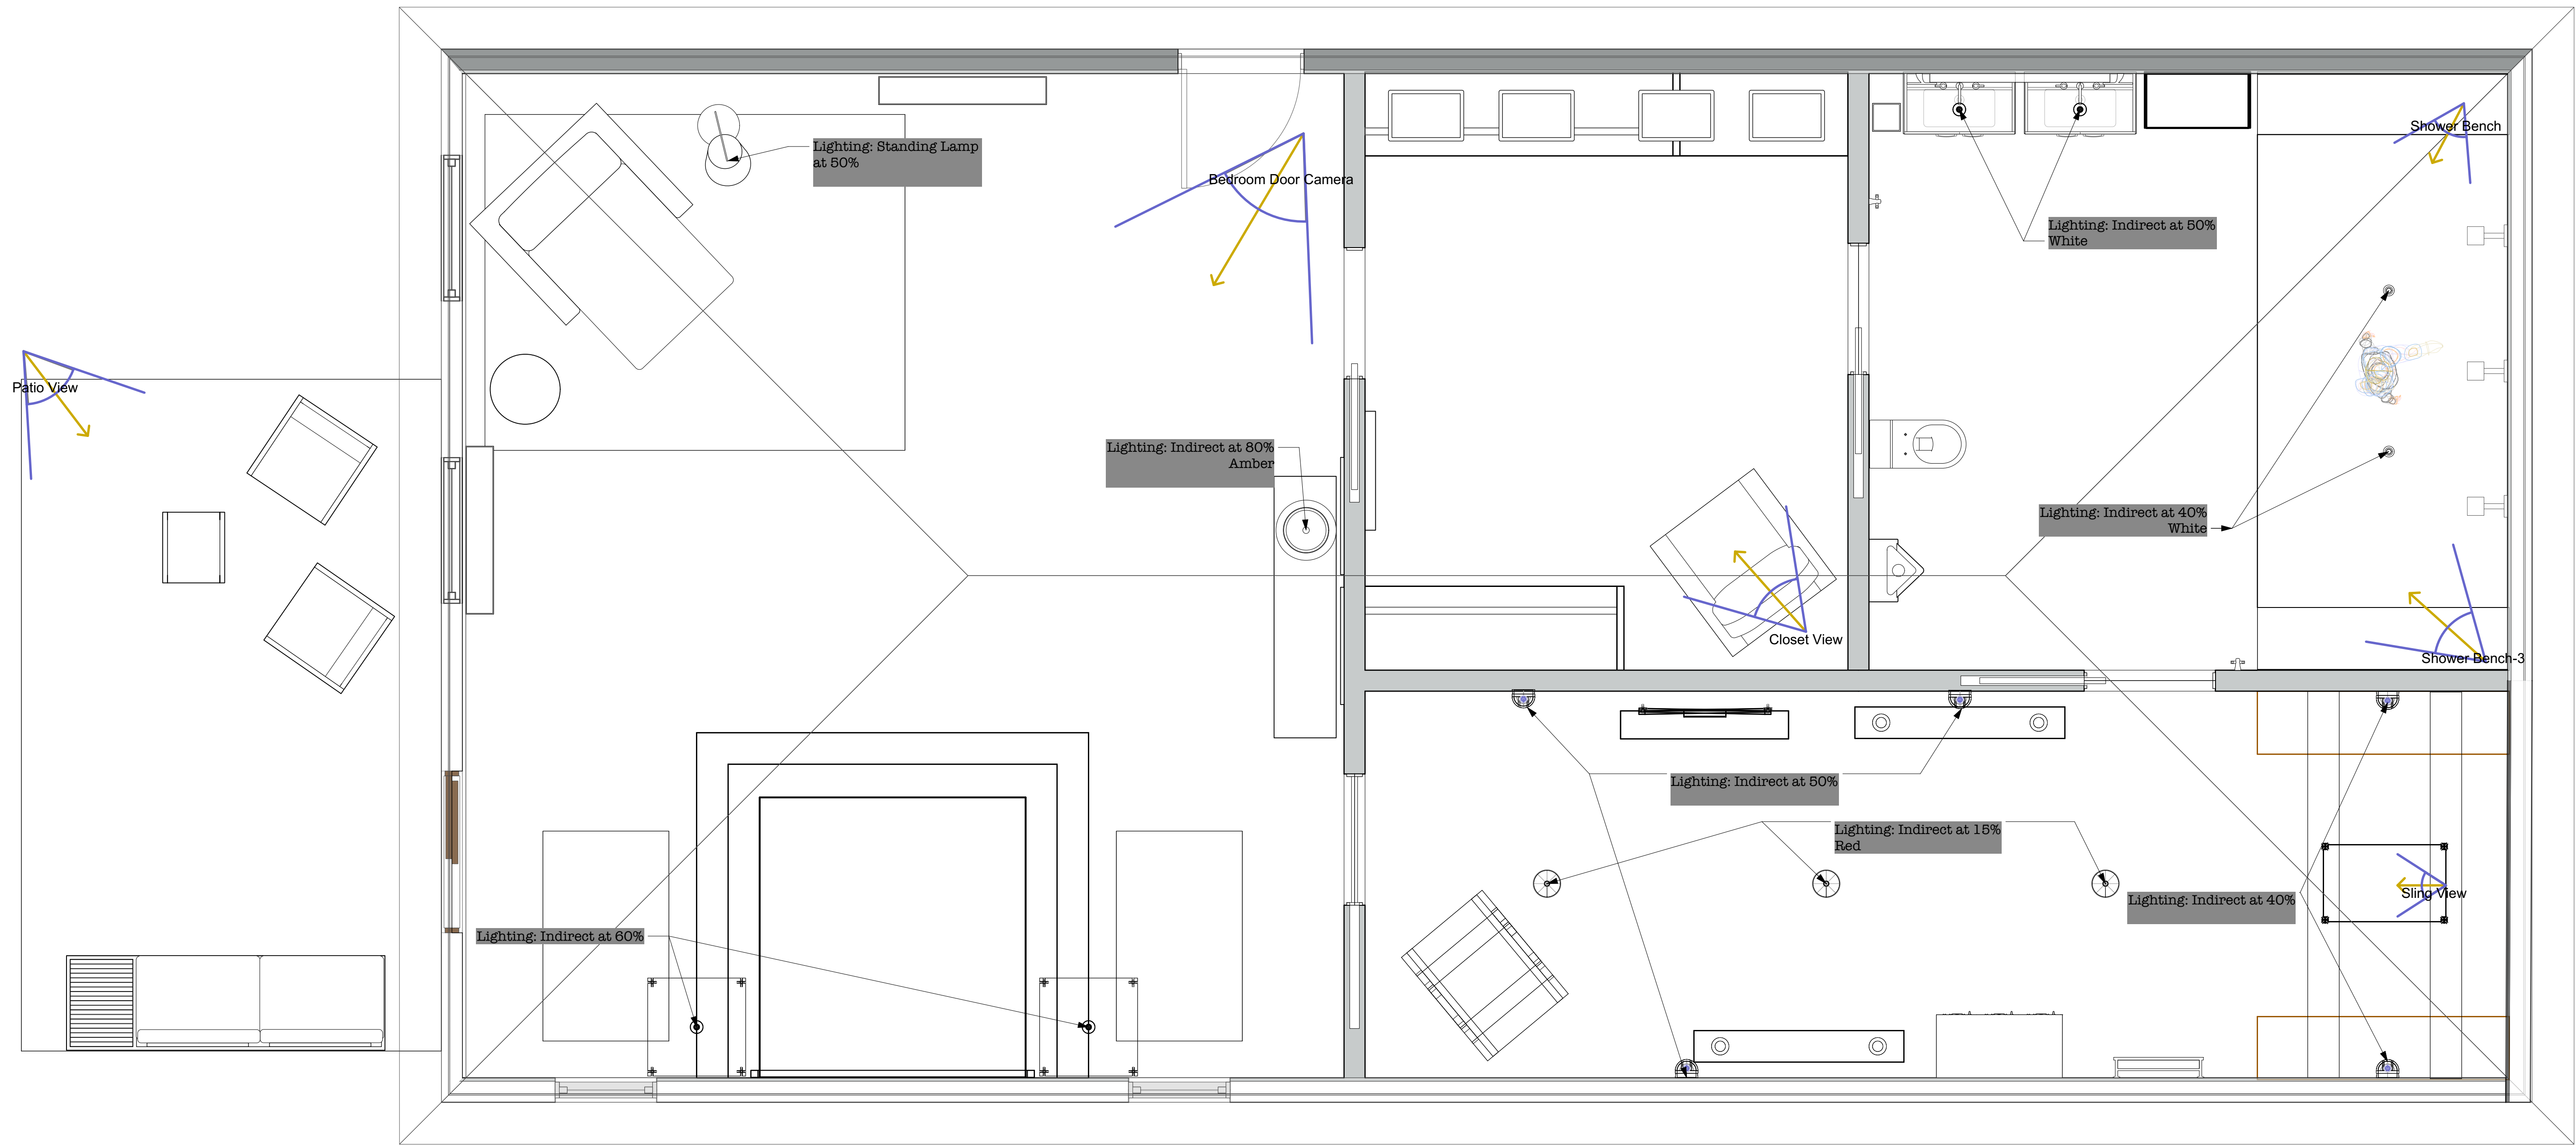 Shower Bench
Lighting: Standing Lamp
at 50%
Bedroom Door Camera
Lighting: Indirect at 50%
White
Patio View
Lighting: Indirect at 80%
Amber
Lighting: Indirect at 40%
White
Closet View
Shower Bench-3
Lighting: Indirect at 50%
Lighting: Indirect at 15%
Red
Sling View
Lighting: Indirect at 40%
Lighting: Indirect at 60%